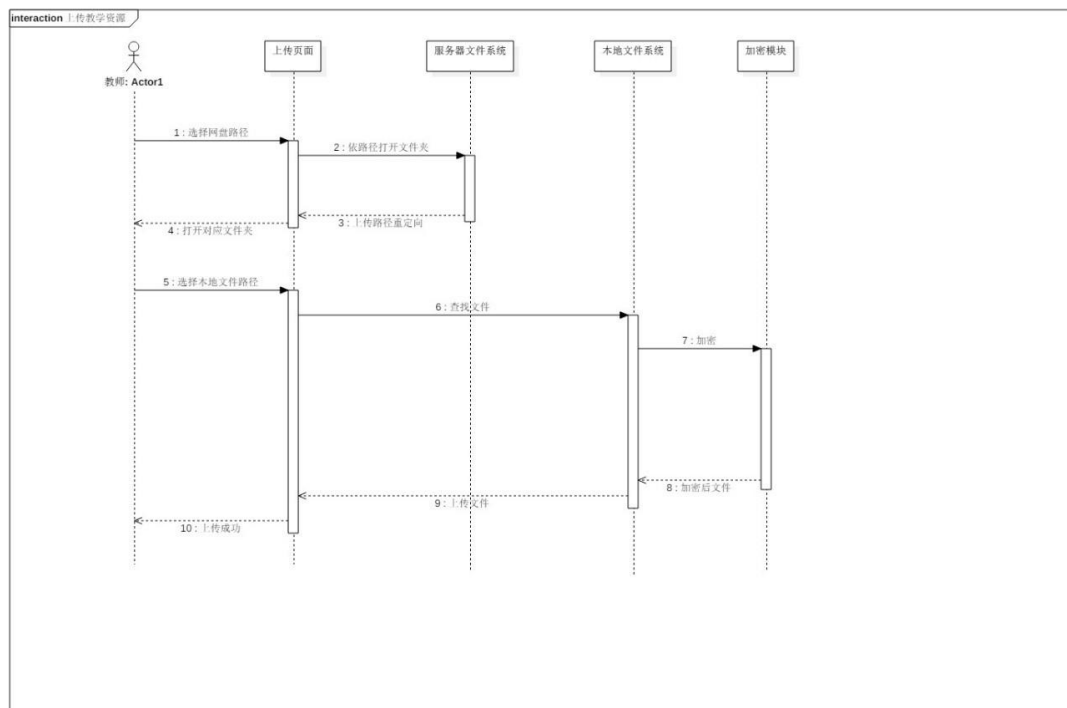 interaction 上传教学资源
教师: Actor1
上传页面
服务器文件系统
本地文件系统
加密模块
1 : 选择网盘路径
2 : 依路径打开文件夹
3 : 上传路径重定向
4 : 打开对应文件夹
5 : 选择本地文件路径
6 : 查找文件
7 : 加密
8 : 加密后文件
9 : 上传文件
10 : 上传成功